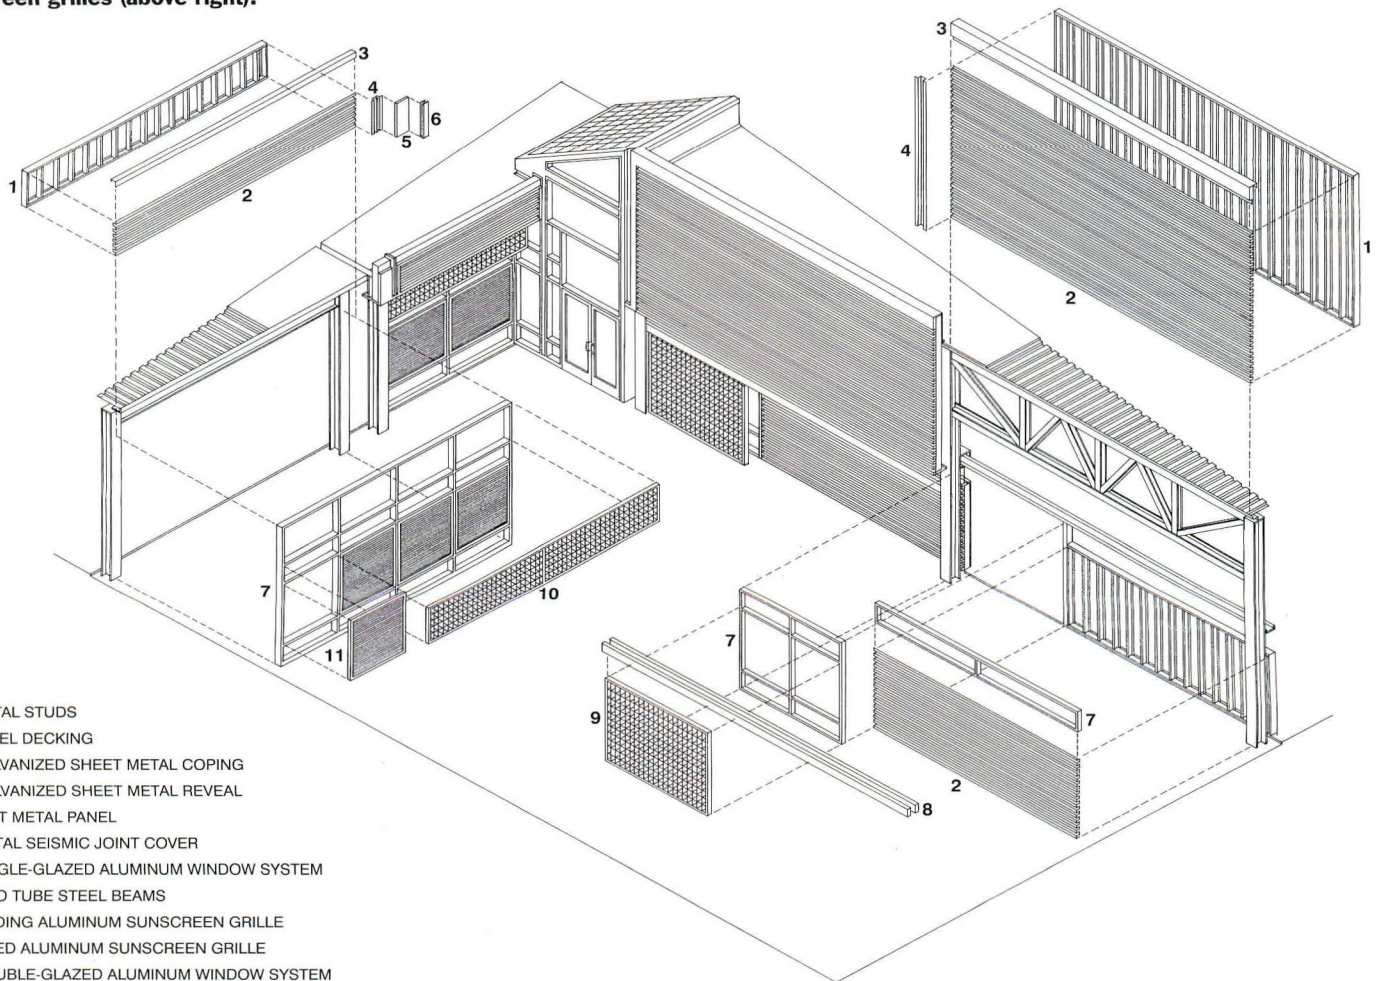 een grilles (above right).
3
4
6
5
1
2
3
4
1
2
7
10
11
7
9
7
2
8
TAL STUDS
EL DECKING
VANIZED SHEET METAL COPING
VANIZED SHEET METAL REVEAL
T METAL PANEL
TAL SEISMIC JOINT COVER
GLE-GLAZED ALUMINUM WINDOW SYSTEM
D TUBE STEEL BEAMS
DING ALUMINUM SUNSCREEN GRILLE
ED ALUMINUM SUNSCREEN GRILLE
UBLE-GLAZED ALUMINUM WINDOW SYSTEM